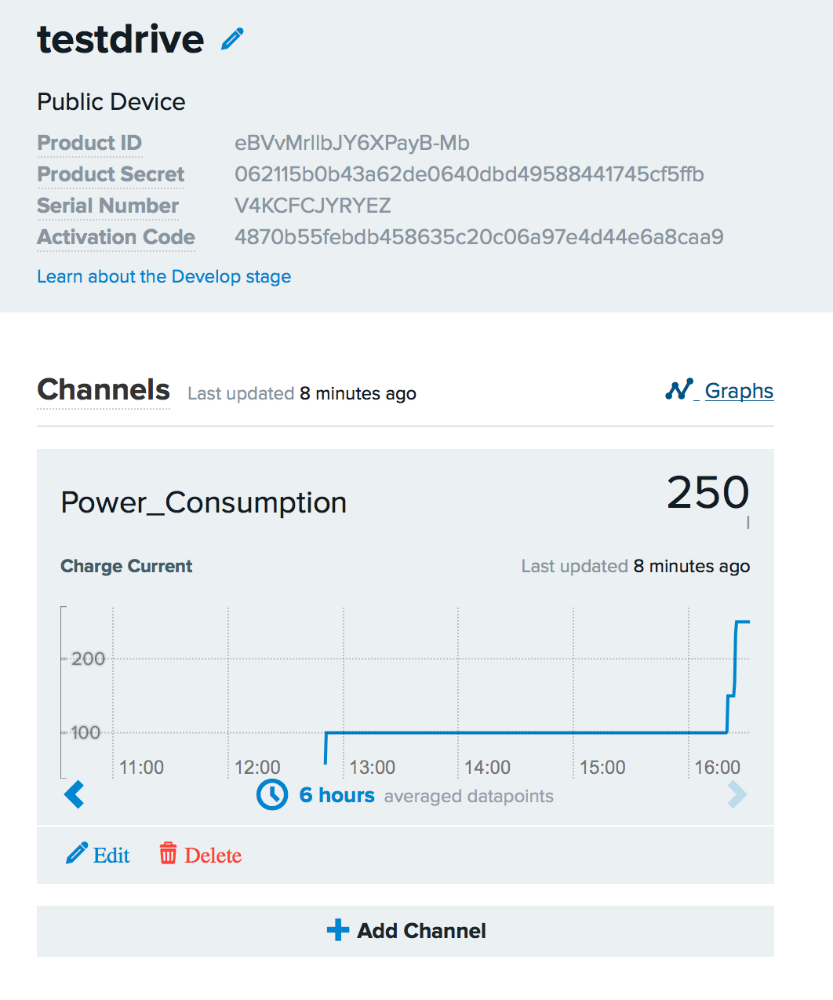 testdrive
Public Device
Product ID eBVvMrllbJY6XPayB-Mb
Product Secret 062115b0b43a62de0640dbd49588441745cf5ffb
Serial Number V4KCFCJYRYEZ
Activation Code 4870b55febdb458635c20c06a97e4d44e6a8caa9
Learn about the Develop stage
Channels Last updated 8 minutes ago Graphs
Power_Consumption 250
I
Charge Current Last updated 8 minutes ago
200
100
11:00 12:00 13:00 14:00 15:00 16:00
6 hours averaged datapoints
Edit Delete
Add Channel